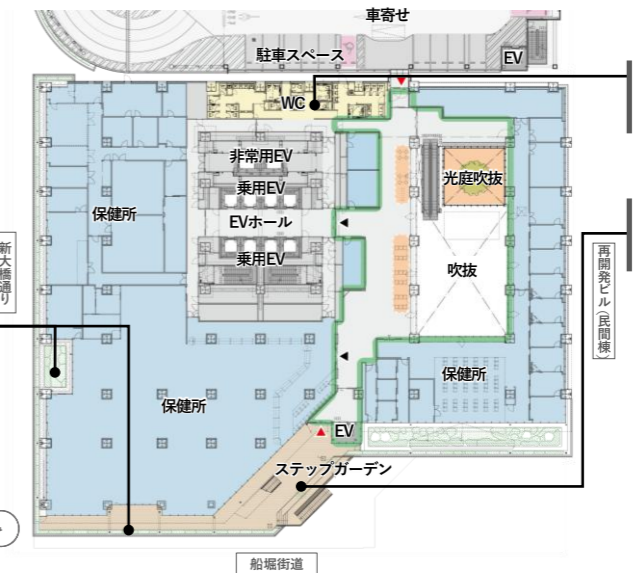 車寄せ
駐車スペース
EV
WC
非常用EV
乗用EV
EVホール
乗用EV
光庭吹抜
吹抜
保健所
新大橋通り
再開発ビル（民間棟）
保健所
保健所
EV
ステップガーデン
船堀街道